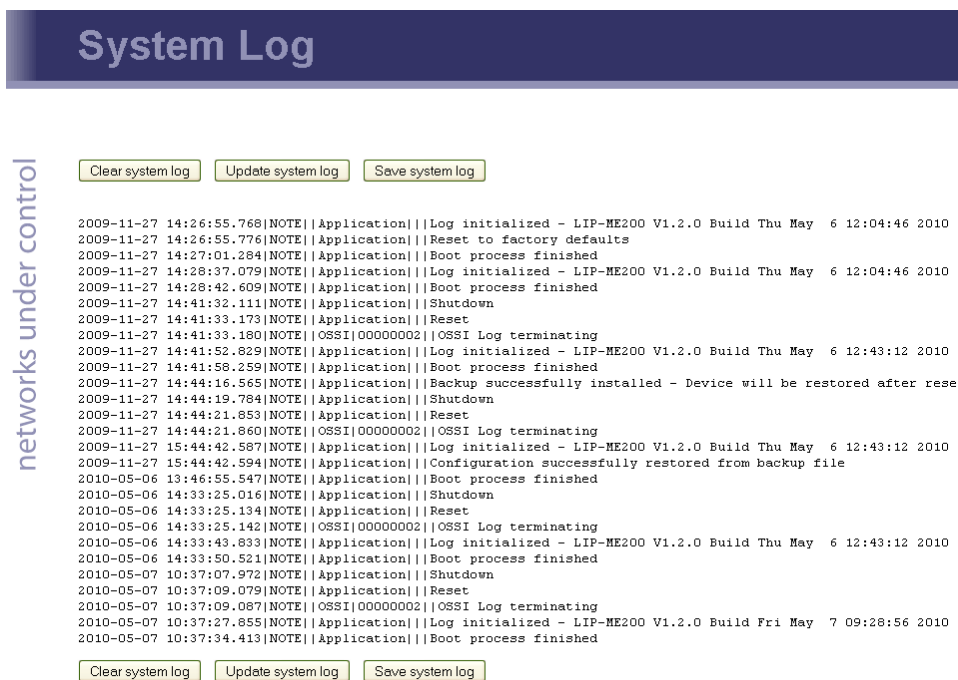 System Log
networks under control
Clear system log Update system log Save system log
2009-11-27 14:26:55.768|NOTE||Application|||Log initialized - LIP-ME200 V1.2.0 Build Thu May  6 12:04:46 2010
2009-11-27 14:26:55.776|NOTE||Application|||Reset to factory defaults
2009-11-27 14:27:01.284|NOTE||Application|||Boot process finished
2009-11-27 14:28:37.079|NOTE||Application|||Log initialized - LIP-ME200 V1.2.0 Build Thu May  6 12:04:46 2010
2009-11-27 14:28:42.609|NOTE||Application|||Boot process finished
2009-11-27 14:41:32.111|NOTE||Application|||Shutdown
2009-11-27 14:41:33.173|NOTE||Application|||Reset
2009-11-27 14:41:33.180|NOTE||OSSI|00000002||OSSI Log terminating
2009-11-27 14:41:52.829|NOTE||Application|||Log initialized - LIP-ME200 V1.2.0 Build Thu May  6 12:43:12 2010
2009-11-27 14:41:58.259|NOTE||Application|||Boot process finished
2009-11-27 14:44:16.565|NOTE||Application|||Backup successfully installed - Device will be restored after rese
2009-11-27 14:44:19.784|NOTE||Application|||Shutdown
2009-11-27 14:44:21.853|NOTE||Application|||Reset
2009-11-27 14:44:21.860|NOTE||OSSI|00000002||OSSI Log terminating
2009-11-27 15:44:42.587|NOTE||Application|||Log initialized - LIP-ME200 V1.2.0 Build Thu May  6 12:43:12 2010
2009-11-27 15:44:42.594|NOTE||Application|||Configuration successfully restored from backup file
2010-05-06 13:46:55.547|NOTE||Application|||Boot process finished
2010-05-06 14:33:25.016|NOTE||Application|||Shutdown
2010-05-06 14:33:25.134|NOTE||Application|||Reset
2010-05-06 14:33:25.142|NOTE||OSSI|00000002||OSSI Log terminating
2010-05-06 14:33:43.833|NOTE||Application|||Log initialized - LIP-ME200 V1.2.0 Build Thu May  6 12:43:12 2010
2010-05-06 14:33:50.521|NOTE||Application|||Boot process finished
2010-05-07 10:37:07.972|NOTE||Application|||Shutdown
2010-05-07 10:37:09.079|NOTE||Application|||Reset
2010-05-07 10:37:09.087|NOTE||OSSI|00000002||OSSI Log terminating
2010-05-07 10:37:27.855|NOTE||Application|||Log initialized - LIP-ME200 V1.2.0 Build Fri May  7 09:28:56 2010
2010-05-07 10:37:34.413|NOTE||Application|||Boot process finished
Clear system log Update system log Save system log